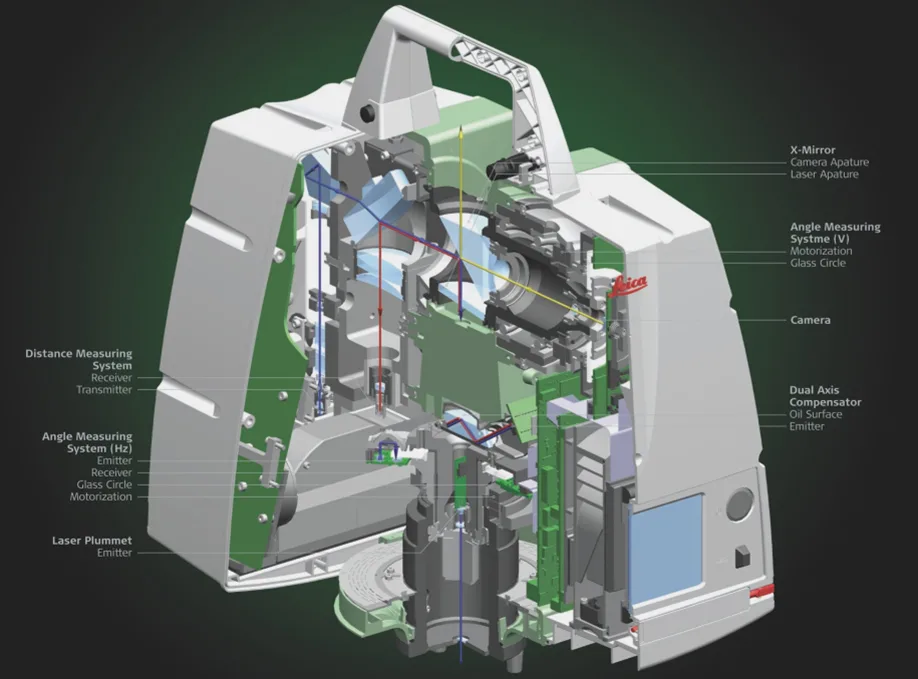 X-Mirror
Camera Apature
Laser Apature
Angle Measuring
Systme (V)
Motorization
Glass Circle
Leica
Camera
Distance Measuring
System
Receiver
Transmitter
Dual Axis
Compensator
Oil Surface
Emitter
Angle Measuring
System (Hz)
Emitter
Receiver
Glass Circle
Motorization
Laser Plummet
Emitter